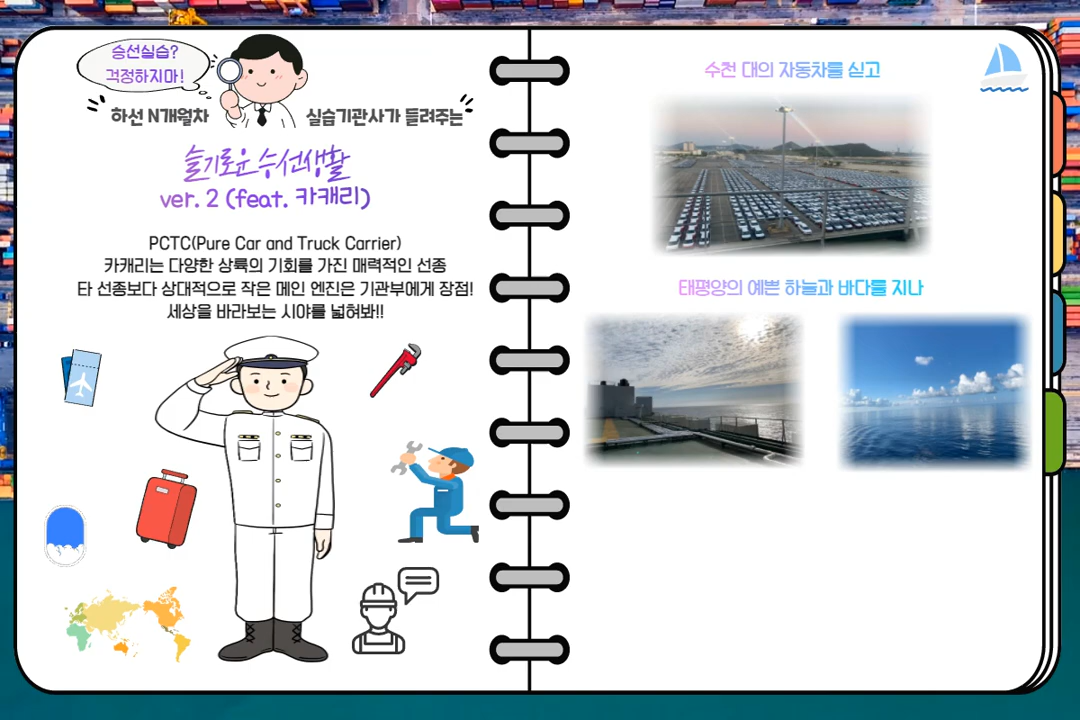 승선실습?
걱정하지마!
하선 N개월차 실습기관사가 들려주는
슬기로운 승선생활
ver. 2 (feat. 카캐리)
PCTC(Pure Car and Truck Carrier)
카캐리는 다양한 상륙의 기회를 가진 매력적인 선종
타 선종보다 상대적으로 작은 메인 엔진은 기관부에게 장점!
세상을 바라보는 시야를 넓혀봐!!
수천 대의 자동차를 싣고
태평양의 예쁜 하늘과 바다를 지나